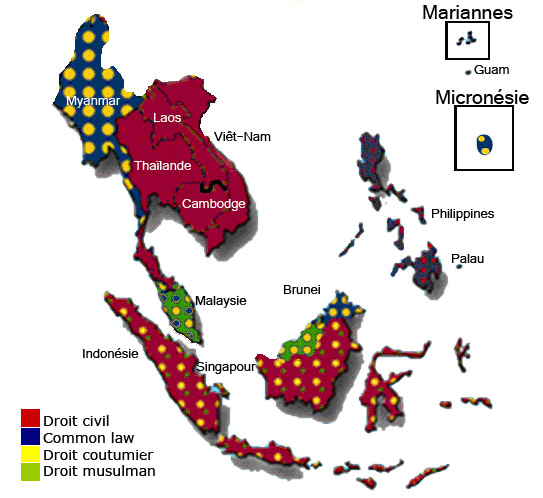 Mariannes
Guam
Micronésie
Myanmar
Laos
Viêt-Nam
Thaïlande
Cambodge
Philippines
Palau
Brunei
Malaysie
Indonésie
Singapour
Droit civil
Common law
Droit coutumier
Droit musulman